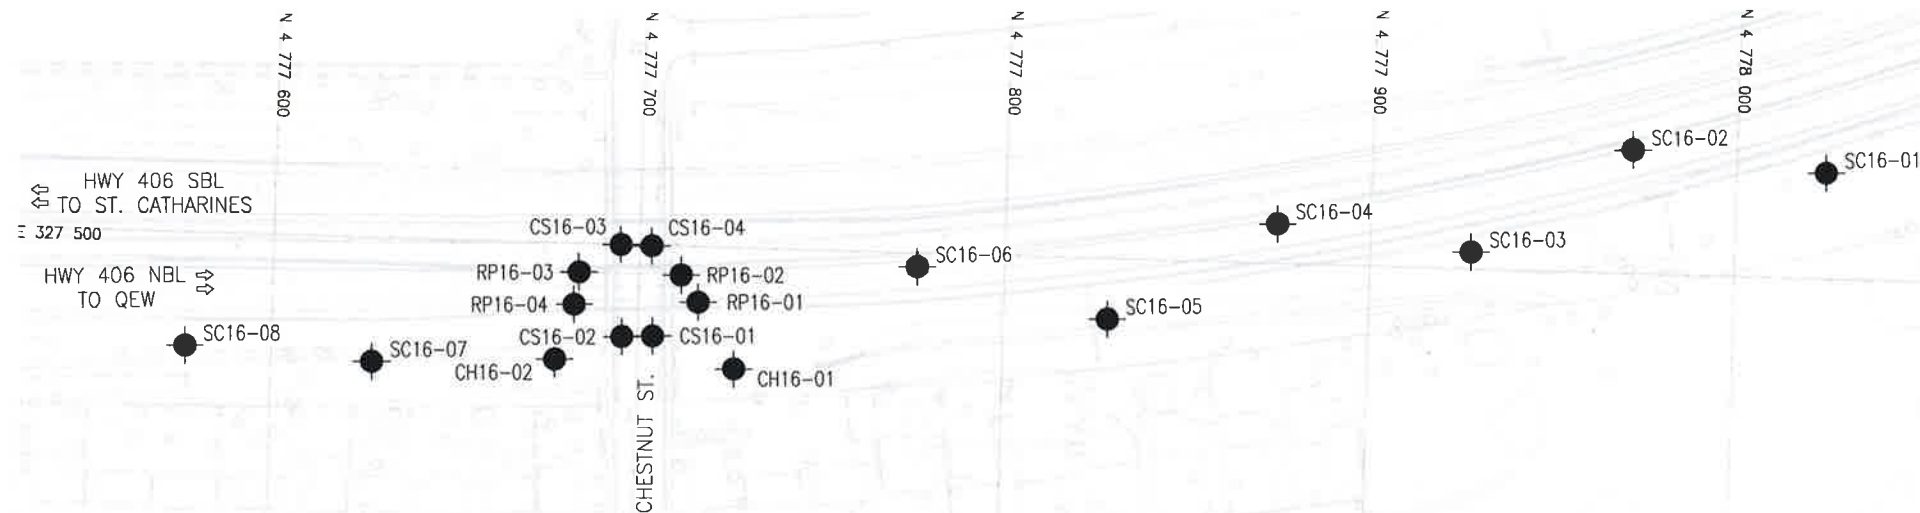 N 4 777 600
N 4 777 700
N 4 777 800
N 4 777 900
N 4 778 000
SC16-02
SC16-01
HWY 406 SBL
TO ST. CATHARINES
E 327 500
HWY 406 NBL
TO QEW
CS16-03
CS16-04
SC16-04
SC16-03
RP16-03
RP16-02
SC16-06
RP16-04
RP16-01
SC16-05
SC16-08
CS16-02
CS16-01
SC16-07
CH16-02
CH16-01
CHESTNUT ST.